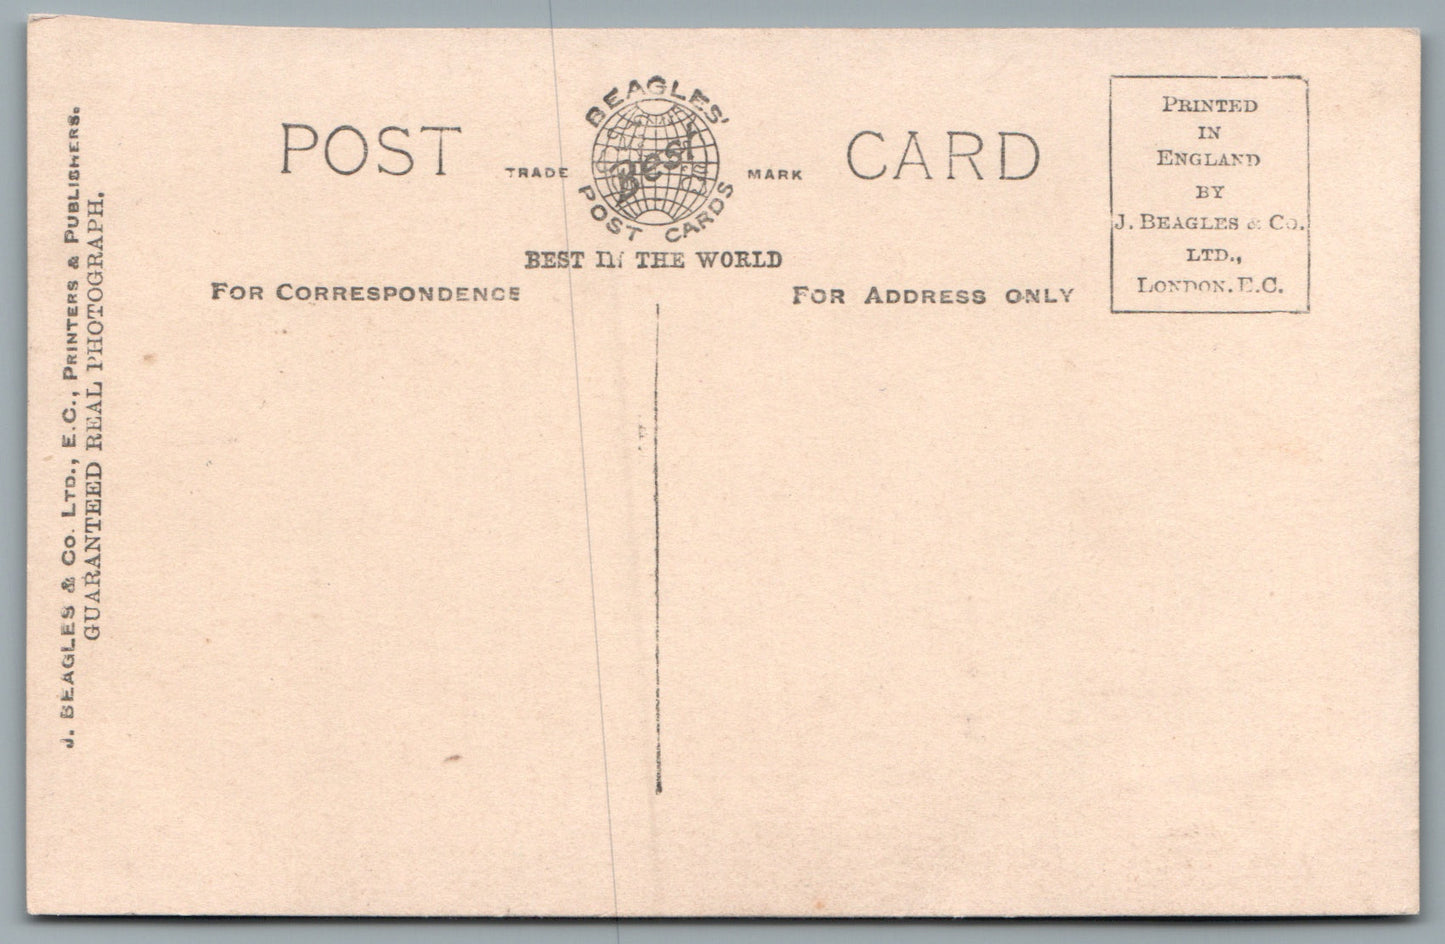 POST CARD
BEAGLES'
Best
POST CARDS
TRADE MARK
BEST IN THE WORLD
FOR CORRESPONDENCE
FOR ADDRESS ONLY
PRINTED
IN
ENGLAND
BY
J. BEAGLES & CO.
LTD.,
LONDON. E.C.
J. BEAGLES & CO. LTD., E.C., PRINTERS & PUBLISHERS.
GUARANTEED REAL PHOTOGRAPH.